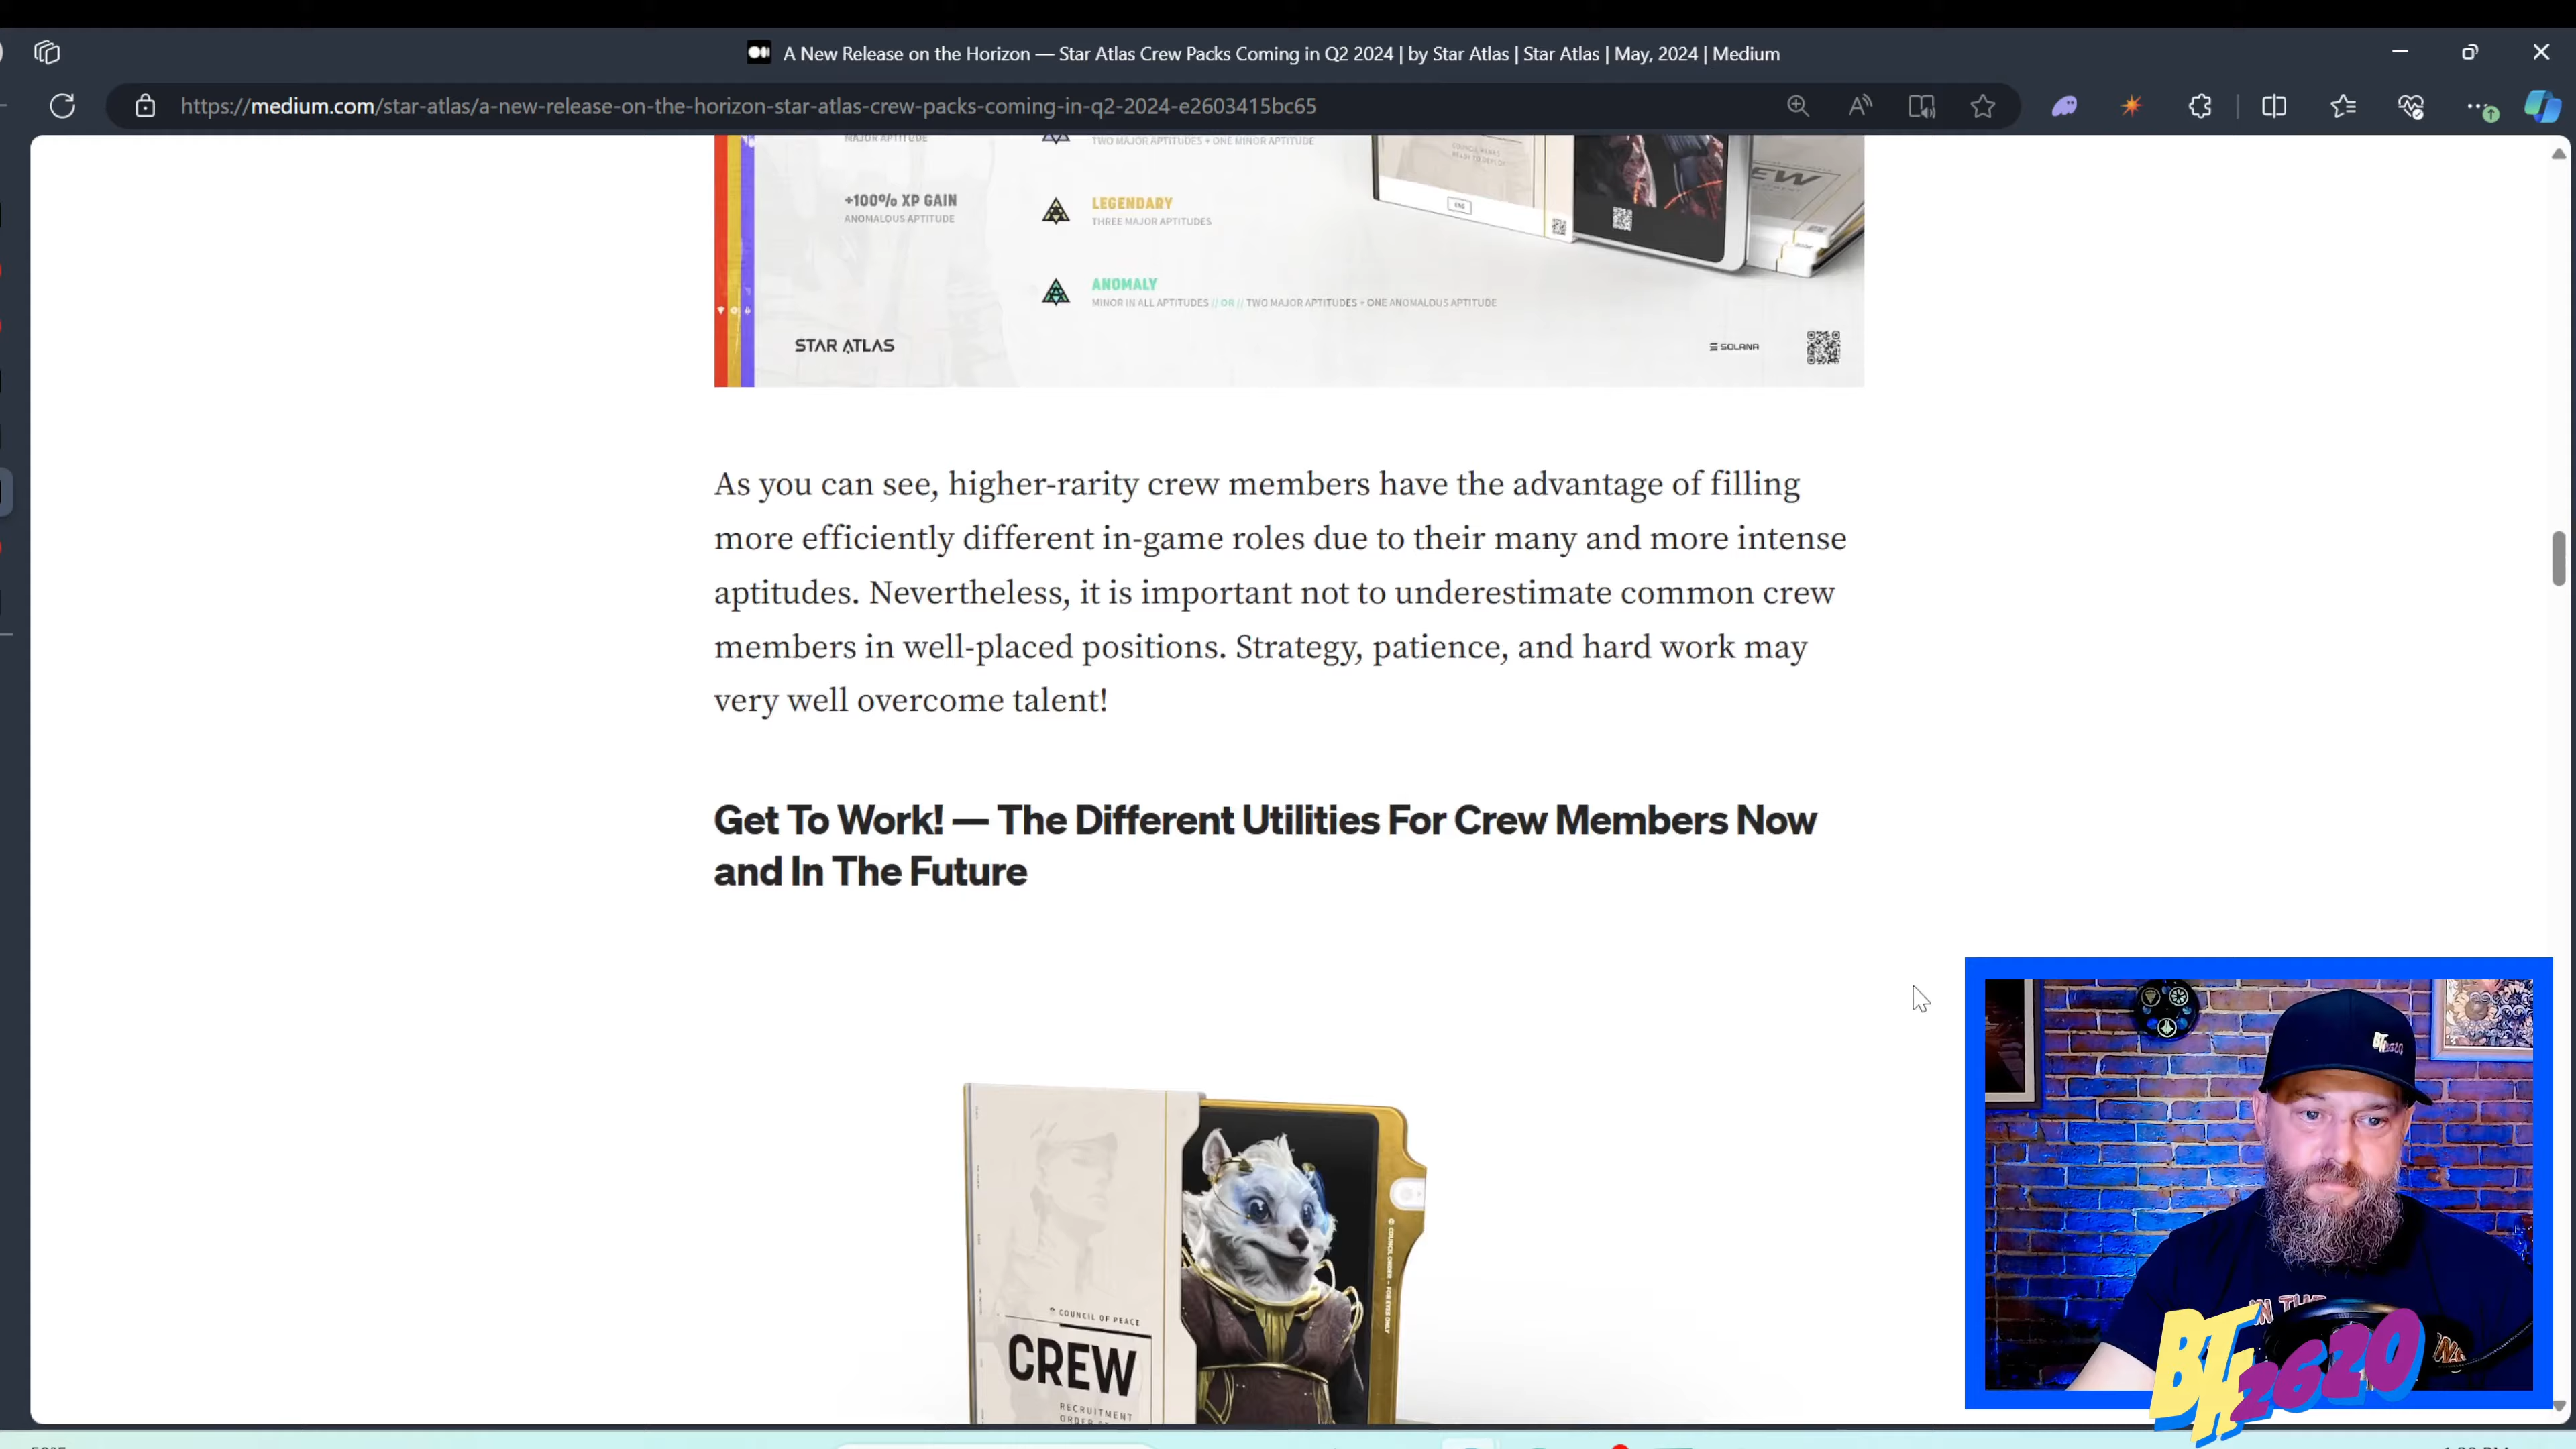 A New Release on the Horizon — Star Atlas Crew Packs Coming in Q2 2024 | by Star Atlas | Star Atlas | May, 2024 | Medium
https://medium.com/star-atlas/a-new-release-on-the-horizon-star-atlas-crew-packs-coming-in-q2-2024-e2603415bc65
MAJOR APTITUDE
TWO MAJOR APTITUDES + ONE MINOR APTITUDE
+100% XP GAIN
ANOMALOUS APTITUDE
LEGENDARY
THREE MAJOR APTITUDES
ANOMALY
MINOR IN ALL APTITUDES // OR // TWO MAJOR APTITUDES + ONE ANOMALOUS APTITUDE
STAR ATLAS
SOLANA
As you can see, higher-rarity crew members have the advantage of filling
more efficiently different in-game roles due to their many and more intense
aptitudes. Nevertheless, it is important not to underestimate common crew
members in well-placed positions. Strategy, patience, and hard work may
very well overcome talent!
Get To Work! — The Different Utilities For Crew Members Now
and In The Future
COUNCIL OF PEACE
CREW
RECRUITMENT
IN THE
BTH2620